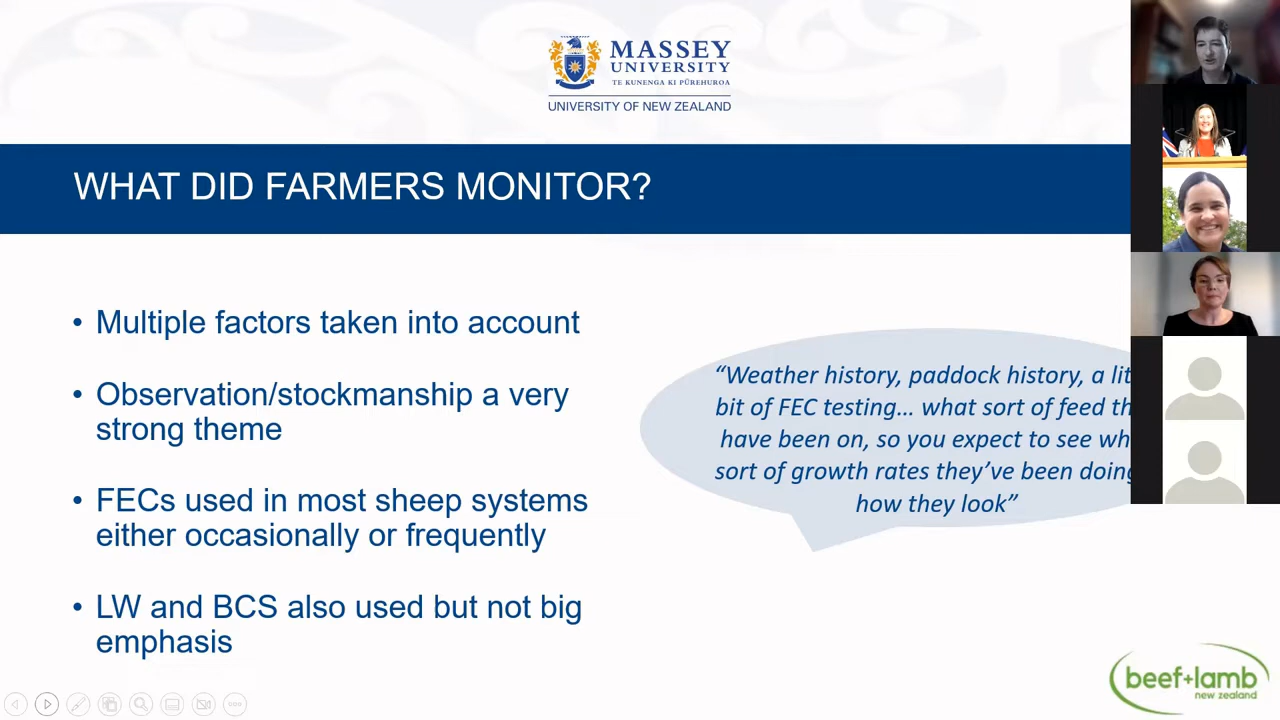 MASSEY
UNIVERSITY
TE KUNENGA KI PŪREHUROA
UNIVERSITY OF NEW ZEALAND
WHAT DID FARMERS MONITOR?
• Multiple factors taken into account
• Observation/stockmanship a very
strong theme
• FECs used in most sheep systems
either occasionally or frequently
• LW and BCS also used but not big
emphasis
“Weather history, paddock history, a
bit of FEC testing... what sort of feed
have been on, so you expect to see
sort of growth rates they’ve been doing
how they look”
beef+lamb
new zealand